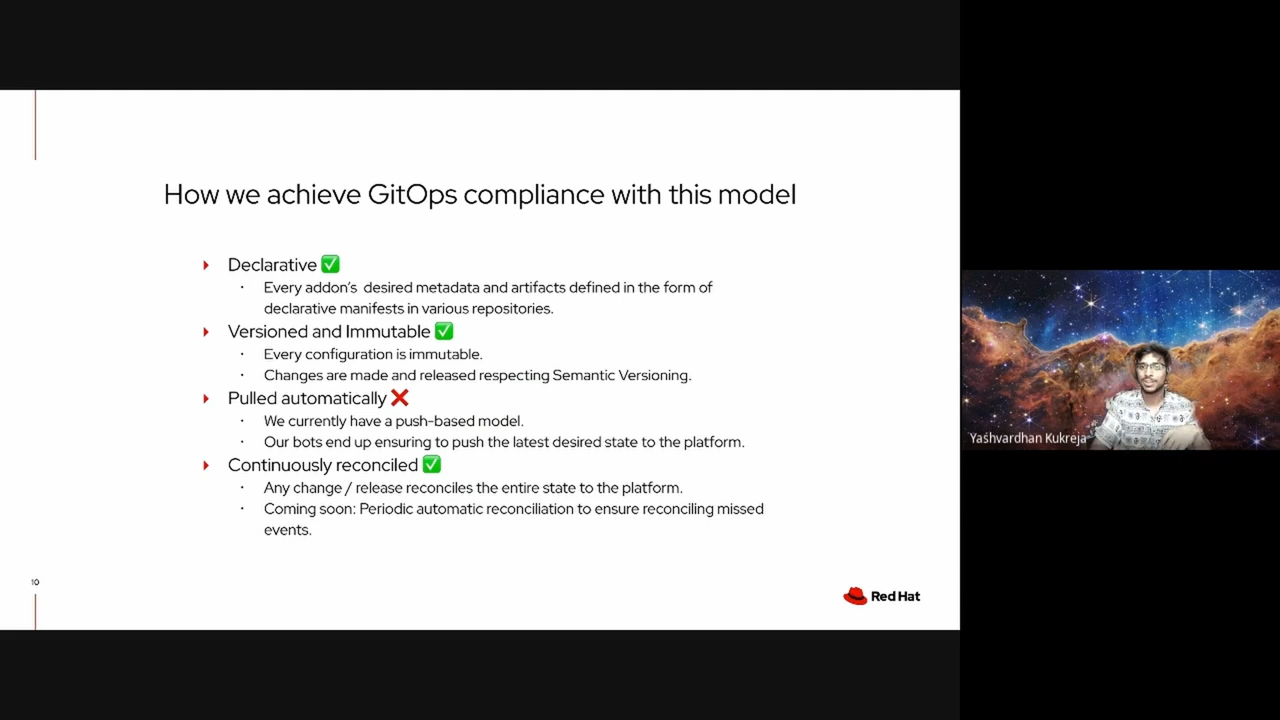 How we achieve GitOps compliance with this model
Declarative ✅
Every addon's desired metadata and artifacts defined in the form of
declarative manifests in various repositories.
Versioned and Immutable ✅
Every configuration is immutable.
Changes are made and released respecting Semantic Versioning.
Pulled automatically ❌
We currently have a push-based model.
Our bots end up ensuring to push the latest desired state to the platform.
Continuously reconciled ✅
Any change / release reconciles the entire state to the platform.
Coming soon: Periodic automatic reconciliation to ensure reconciling missed
events.
10
Red Hat
Yashvardhan Kukreja